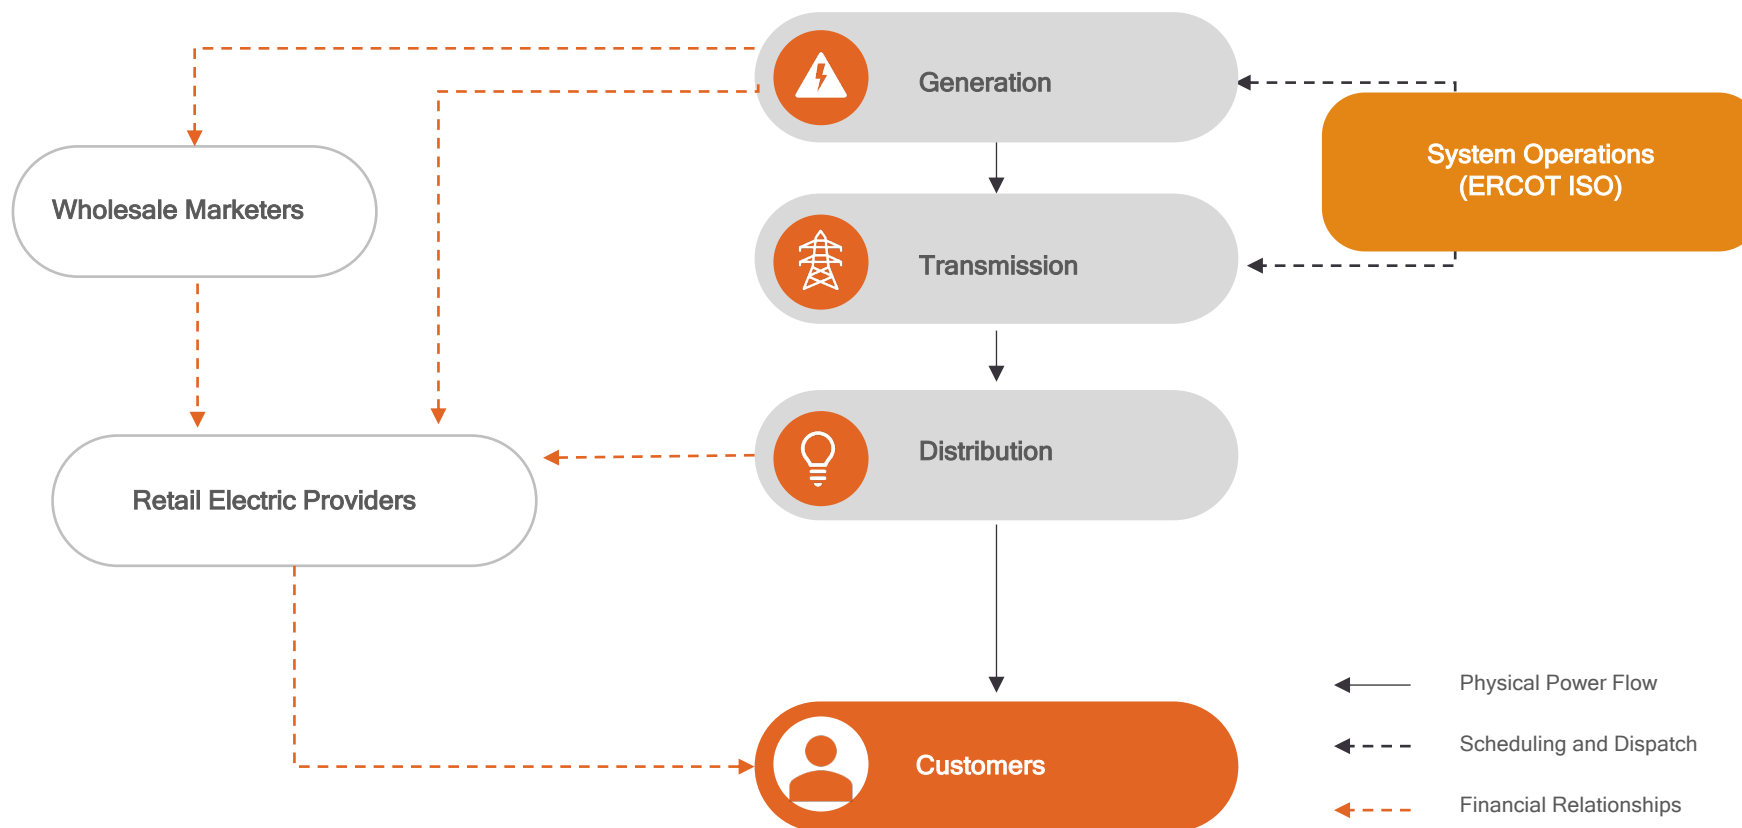 Generation
System Operations
(ERCOT ISO)
Wholesale Marketers
Transmission
Distribution
Retail Electric Providers
Customers
Physical Power Flow
Scheduling and Dispatch
Financial Relationships